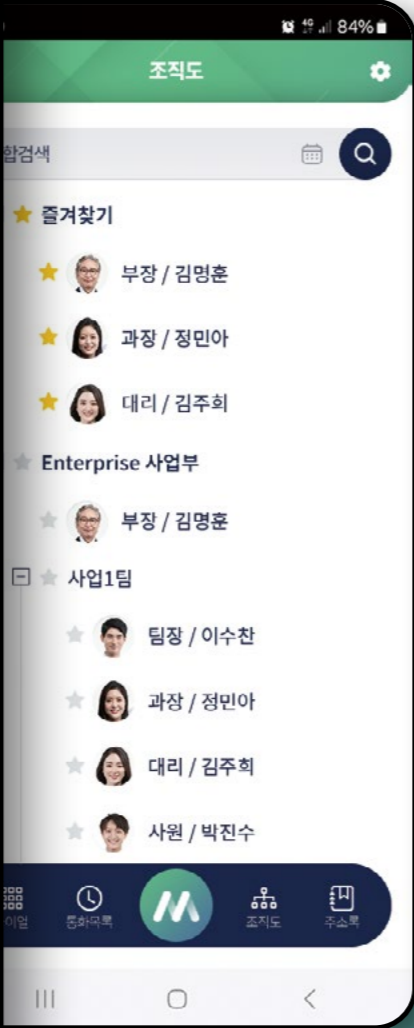 4G 84%
조직도
합검색
즐겨찾기
부장 / 김명훈
과장 / 정민아
대리 / 김주희
Enterprise 사업부
부장 / 김명훈
사업1팀
팀장 / 이수찬
과장 / 정민아
대리 / 김주희
사원 / 박진수
이얼 통화목록 조직도 주소록